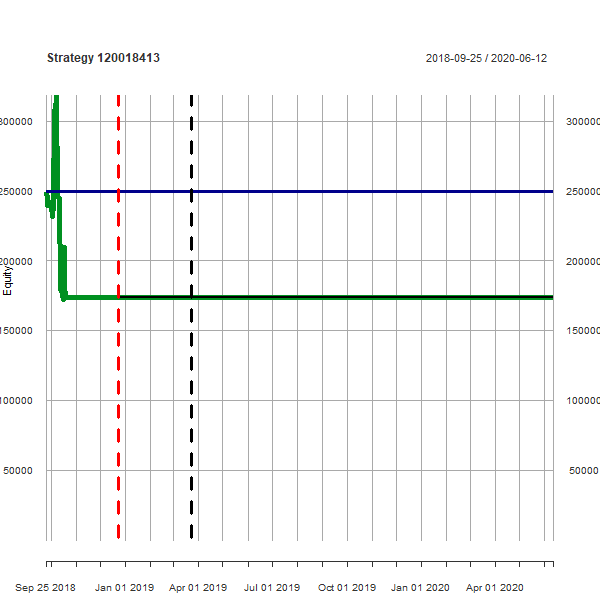 Strategy 120018413 2018-09-25 / 2020-06-12
300000 300000
250000 250000
200000 200000
Equity
150000 150000
100000 100000
50000 50000
Sep 25 2018 Jan 01 2019 Apr 01 2019 Jul 01 2019 Oct 01 2019 Jan 01 2020 Apr 01 2020